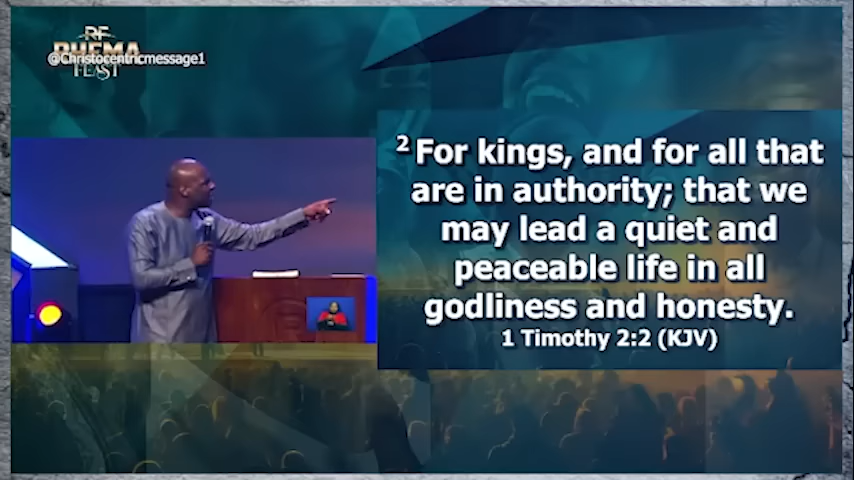 RF
RHEMA
FEAST
@Christocentricmessage1
2 For kings, and for all that
are in authority; that we
may lead a quiet and
peaceable life in all
godliness and honesty.
1 Timothy 2:2 (KJV)